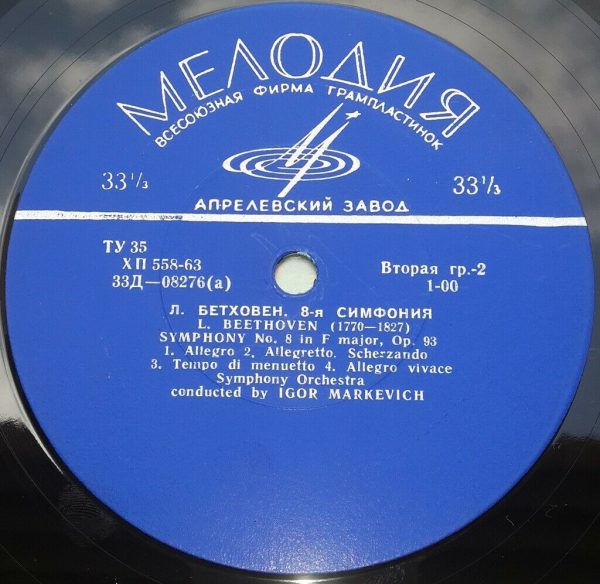 МЕЛОДИЯ
ВСЕСОЮЗНАЯ ФИРМА ГРАМПЛАСТИНОК
33⅓ 33⅓
АПРЕЛЕВСКИЙ ЗАВОД
ТУ 35
ХП 558-63 Вторая гр.-2
33Д—08276(а) 1-00
Л. БЕТХОВЕН. 8-я СИМФОНИЯ
L. BEETHOVEN (1770—1827)
SYMPHONY No. 8 in F major, Op. 93
1. Allegro 2. Allegretto. Scherzando
3. Tempo di menuetto 4. Allegro vivace
Symphony Orchestra
conducted by IGOR MARKEVICH